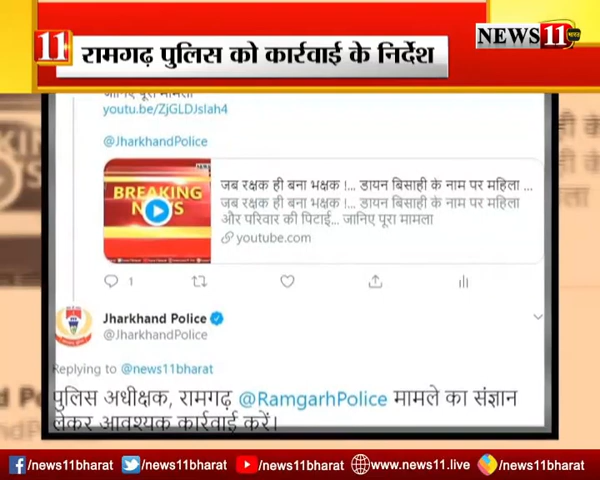 11 रामगढ़ पुलिस को कार्रवाई के निर्देश
NEWS 11 भारत
youtu.be/ZjGLDJslah4
@JharkhandPolice
BREAKING NEWS
जब रक्षक ही बना भक्षक !... डायन बिसाही के नाम पर महिला ...
जब रक्षक ही बना भक्षक !... डायन बिसाही के नाम पर महिला
और परिवार की पिटाई... जानिए पूरा मामला
youtube.com
1
Jharkhand Police
@JharkhandPolice
Replying to @news11bharat
पुलिस अधीक्षक, रामगढ़ @RamgarhPolice मामले का संज्ञान
लेकर आवश्यक कार्रवाई करें।
/news11bharat /news11bharat /news11bharat www.news11.live /news11bharat